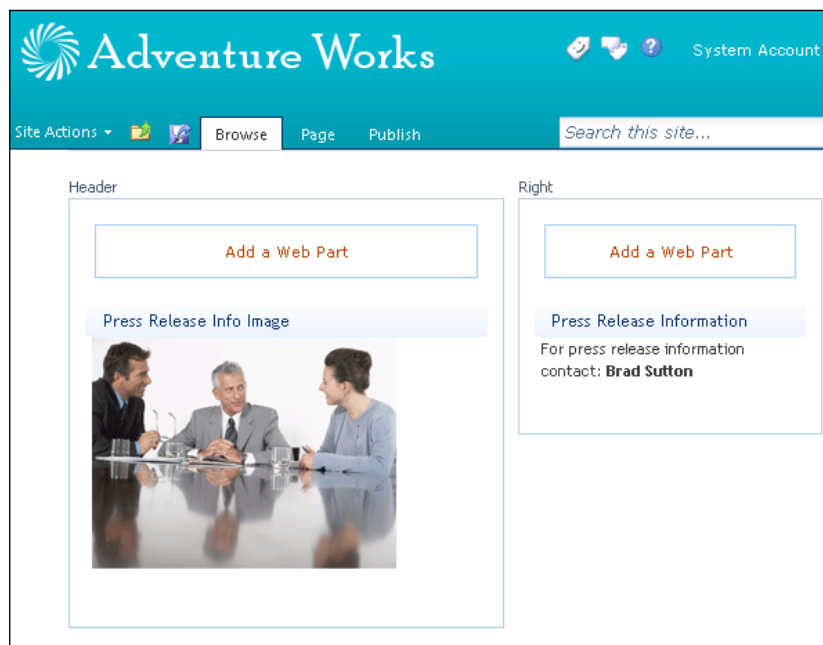 Adventure Works
System Account
Site Actions
Browse
Page
Publish
Search this site...
Header
Right
Add a Web Part
Add a Web Part
Press Release Info Image
Press Release Information
For press release information
contact: Brad Sutton